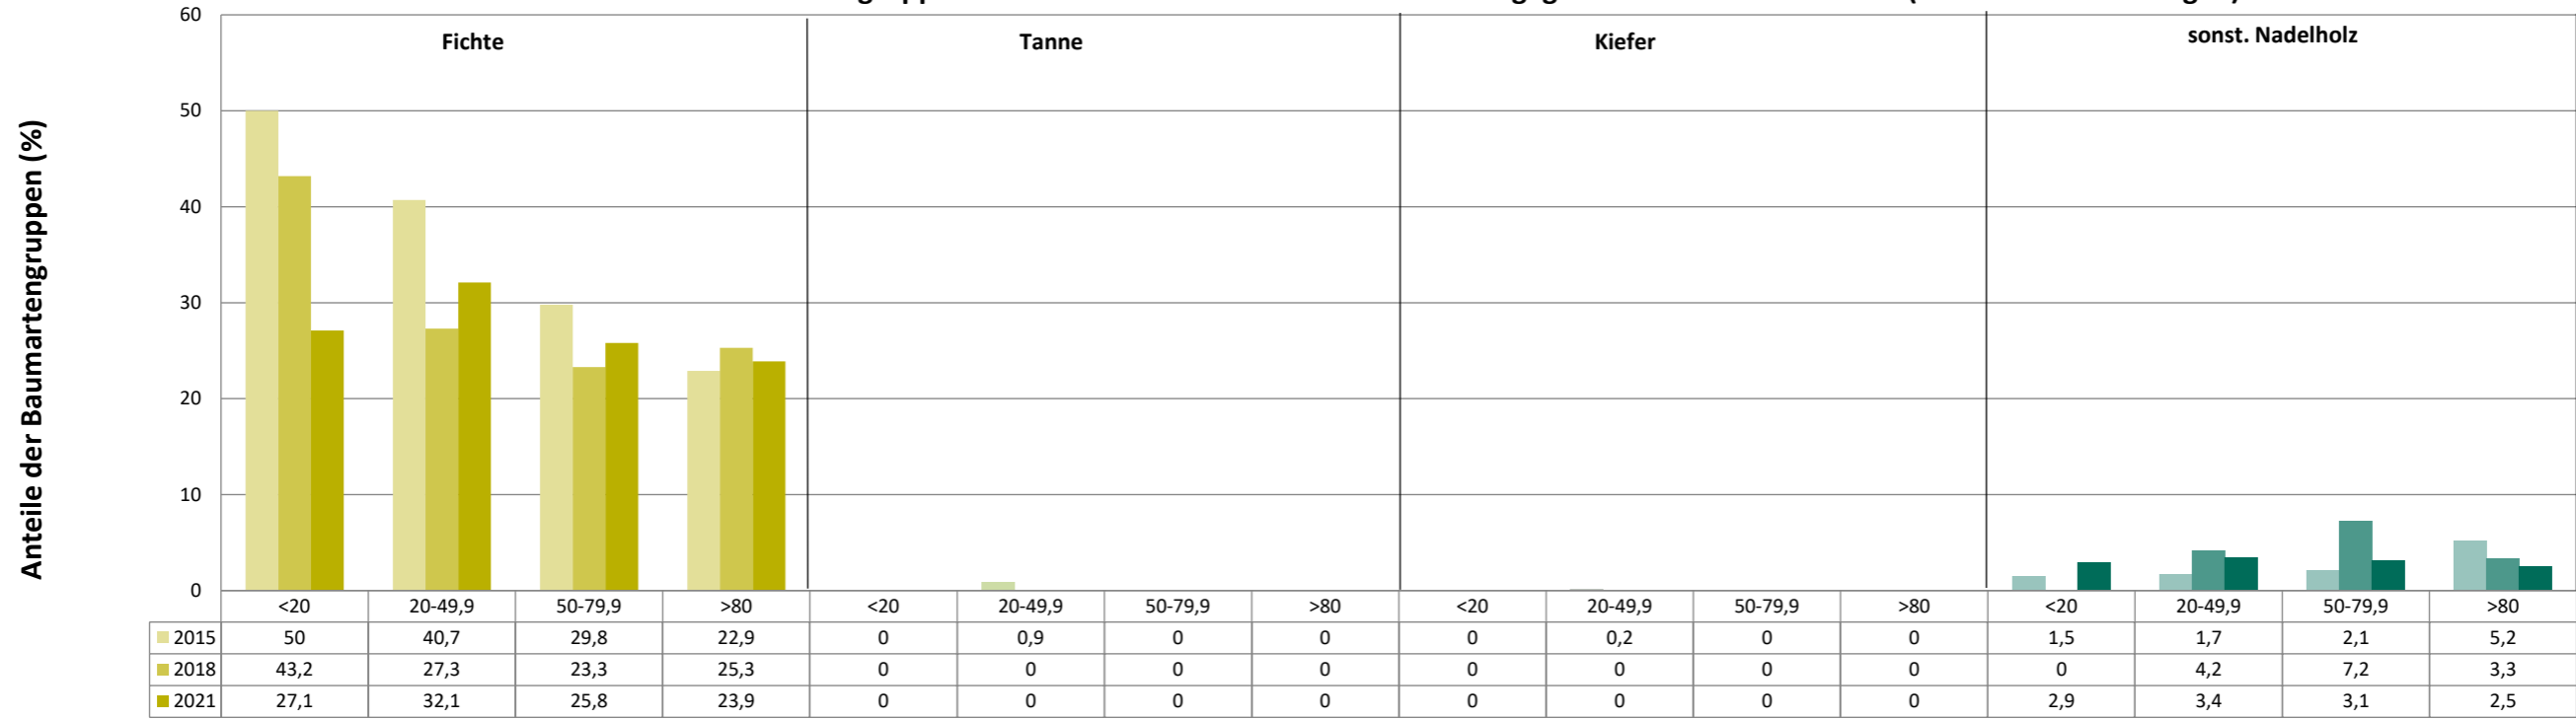 60
Fichte
Tanne
Kiefer
sonst. Nadelholz
50
40
30
20
10
0
Anteile der Baumartengruppen (%)
<20 20-49,9 50-79,9 >80 <20 20-49,9 50-79,9 >80 <20 20-49,9 50-79,9 >80 <20 20-49,9 50-79,9 >80
2015 50 40,7 29,8 22,9 0 0,9 0 0 0 0,2 0 0 1,5 1,7 2,1 5,2
2018 43,2 27,3 23,3 25,3 0 0 0 0 0 0 0 0 0 4,2 7,2 3,3
2021 27,1 32,1 25,8 23,9 0 0 0 0 0 0 0 0 2,9 3,4 3,1 2,5